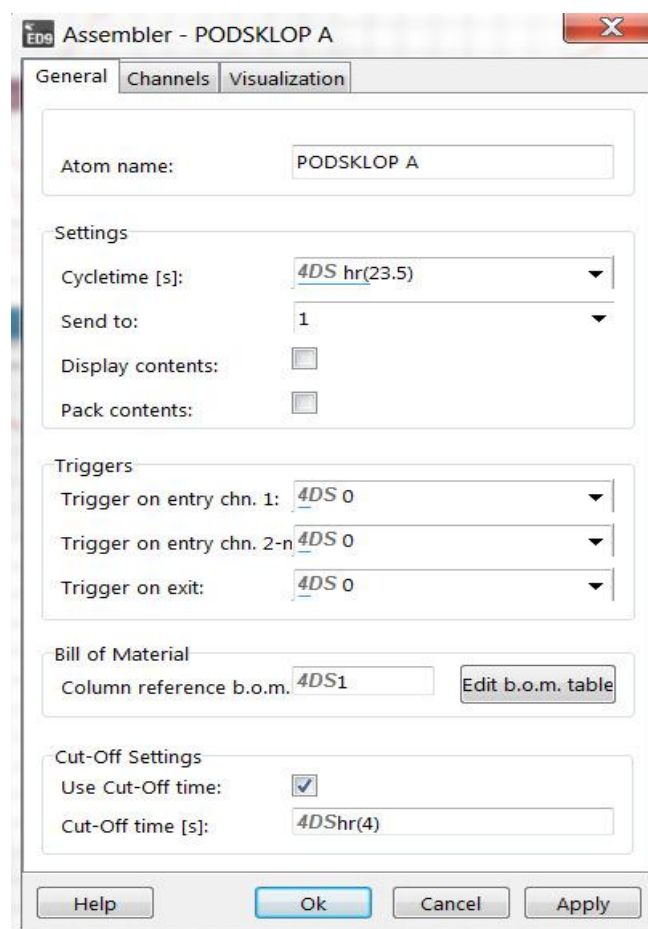 ED9 Assembler - PODSKLOP A
General Channels Visualization
Atom name: PODSKLOP A
Settings
Cycletime [s]: 4DS hr(23.5)
Send to: 1
Display contents:
Pack contents:
Triggers
Trigger on entry chn. 1: 4DS 0
Trigger on entry chn. 2-n 4DS 0
Trigger on exit: 4DS 0
Bill of Material
Column reference b.o.m. 4DS1 Edit b.o.m. table
Cut-Off Settings
Use Cut-Off time:
Cut-Off time [s]: 4DShr(4)
Help Ok Cancel Apply